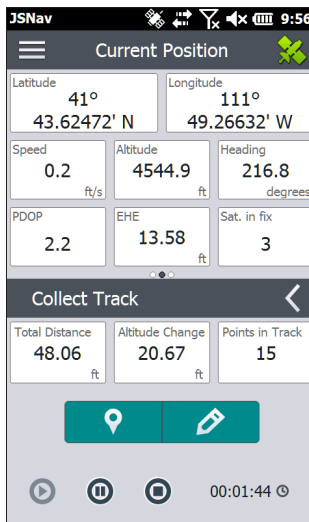 JSNav 9:56
Current Position
Latitude Longitude
41° 111°
43.62472' N 49.26632' W
Speed Altitude Heading
0.2 4544.9 216.8
ft/s ft degrees
PDOP EHE Sat. in fix
2.2 13.58 3
ft
Collect Track
Total Distance Altitude Change Points in Track
48.06 20.67 15
ft ft
00:01:44